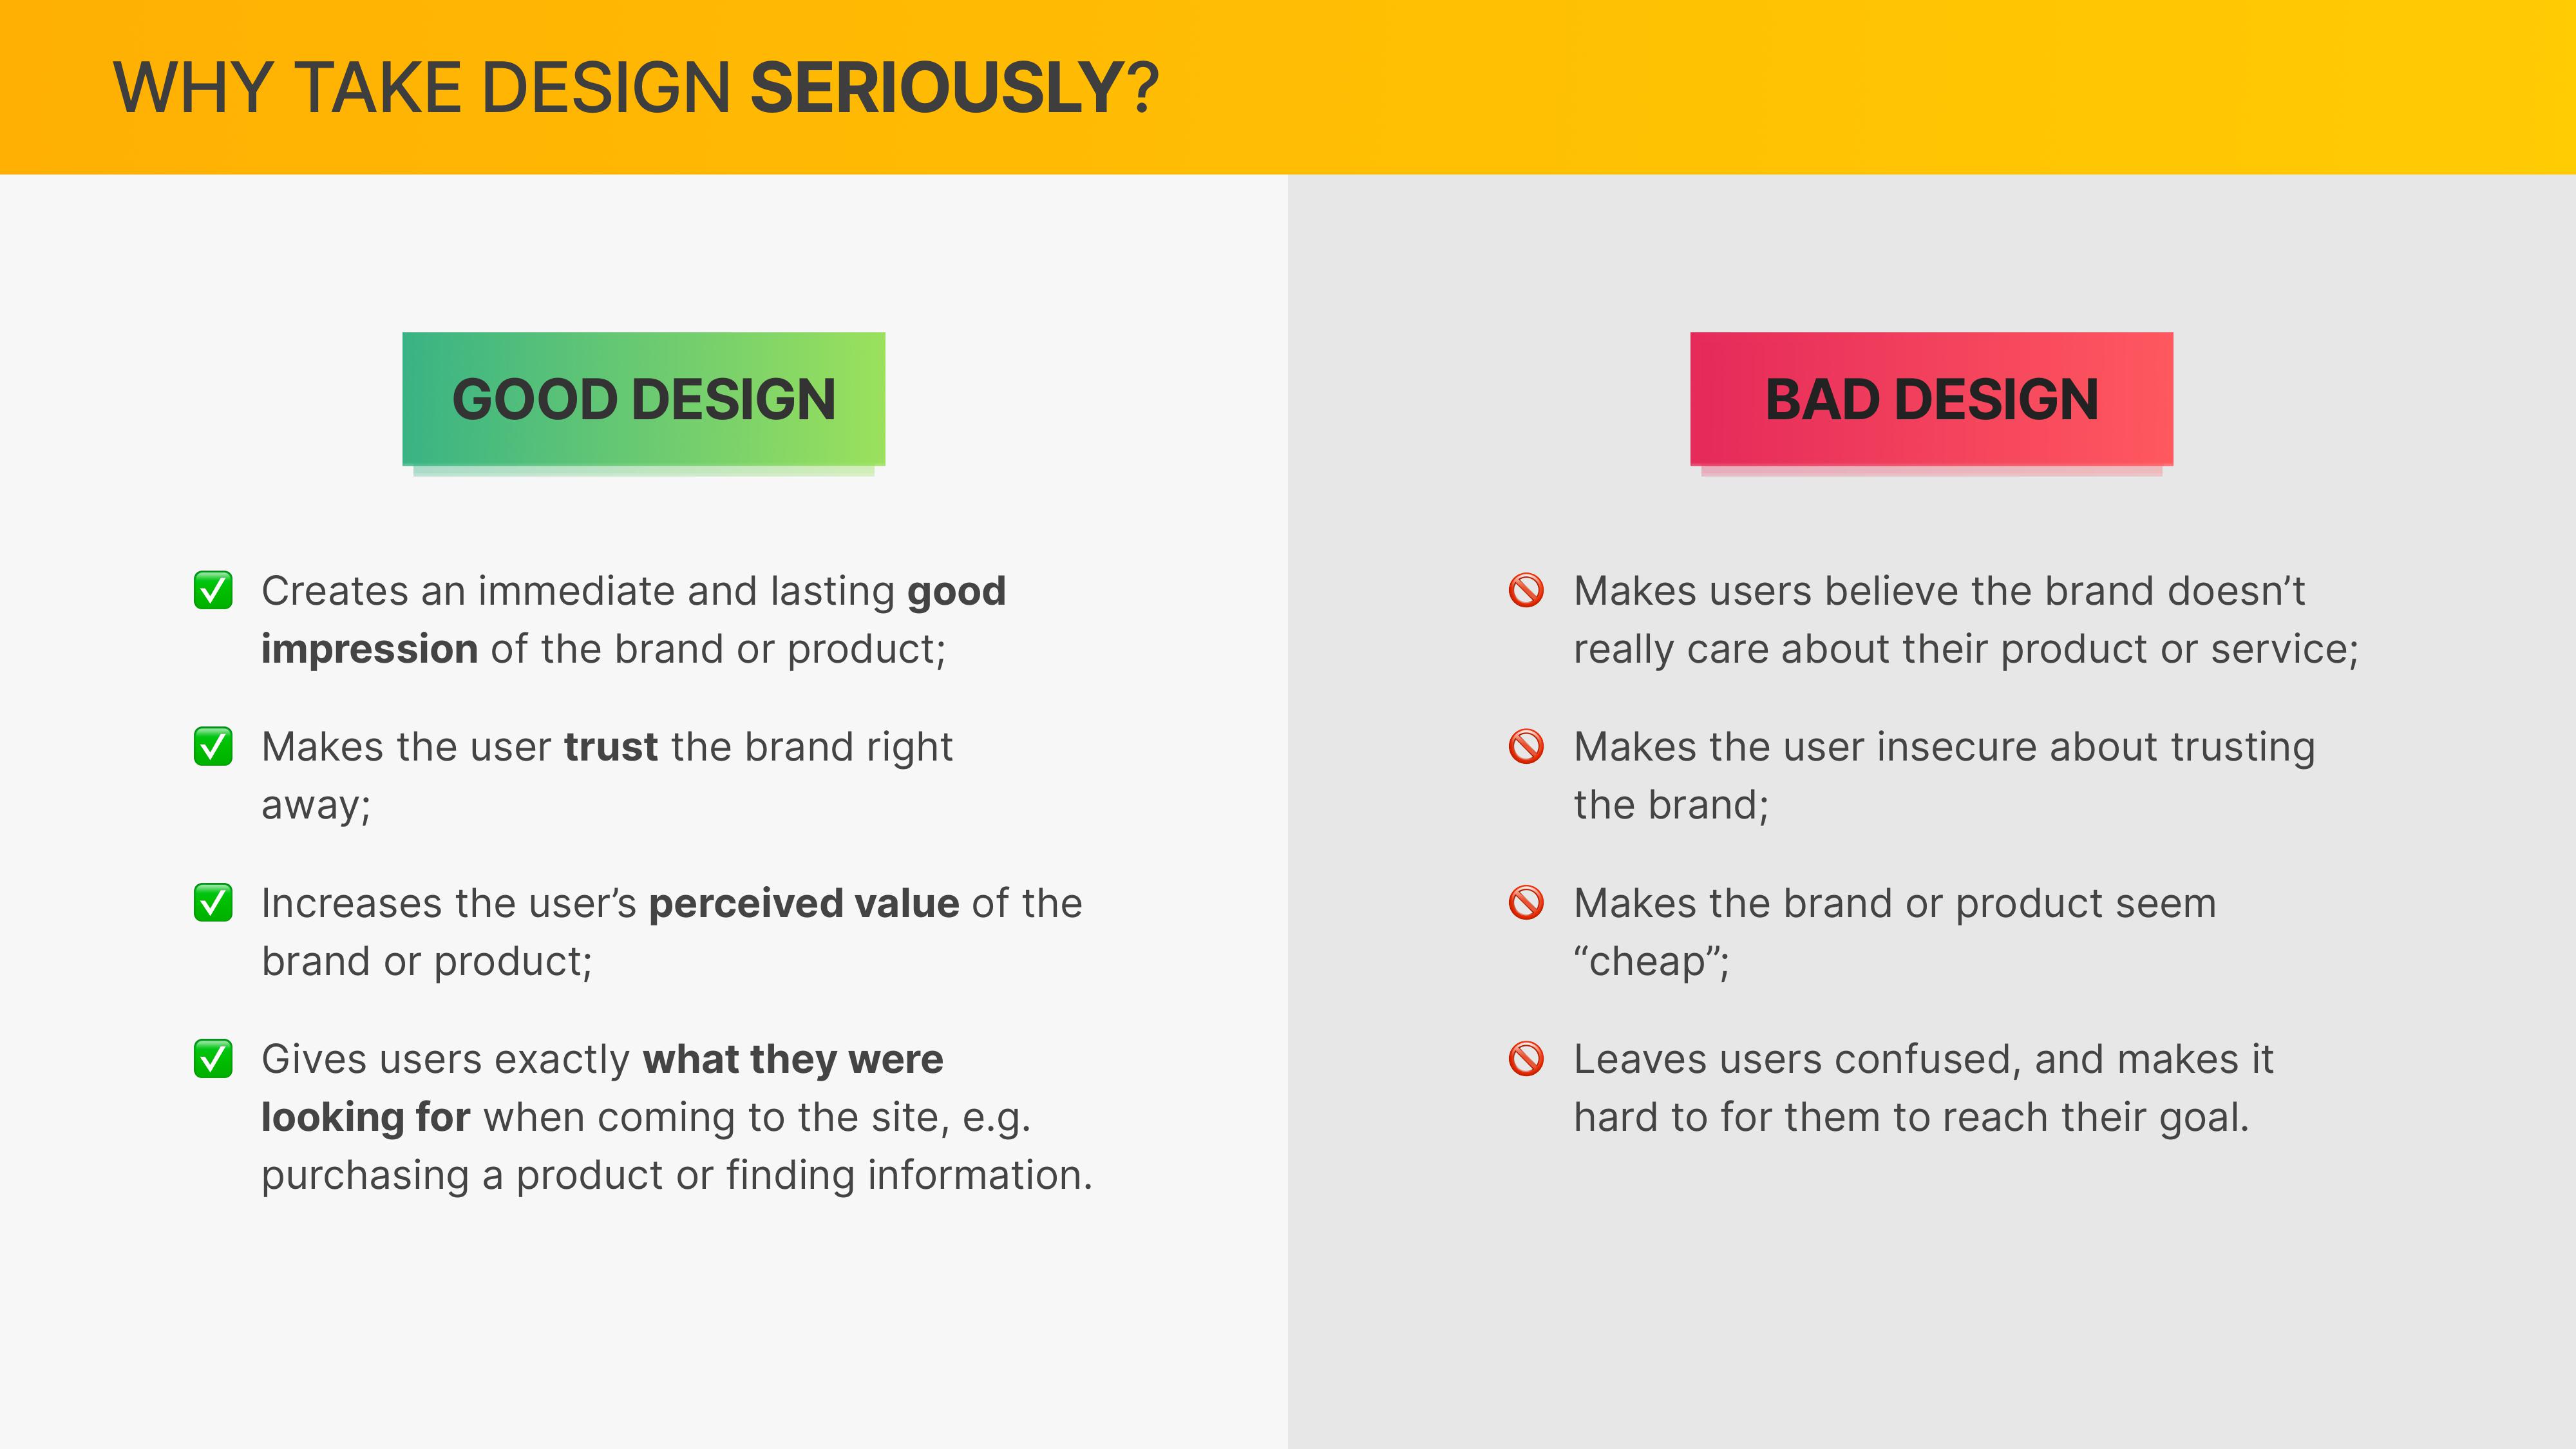 WHY TAKE DESIGN SERIOUSLY?
GOOD DESIGN
Creates an immediate and lasting good
impression of the brand or product;
Makes the user trust the brand right
away;
Increases the user’s perceived value of the
brand or product;
Gives users exactly what they were
looking for when coming to the site, e.g.
purchasing a product or finding information.
BAD DESIGN
Makes users believe the brand doesn’t
really care about their product or service;
Makes the user insecure about trusting
the brand;
Makes the brand or product seem
“cheap”;
Leaves users confused, and makes it
hard to for them to reach their goal.